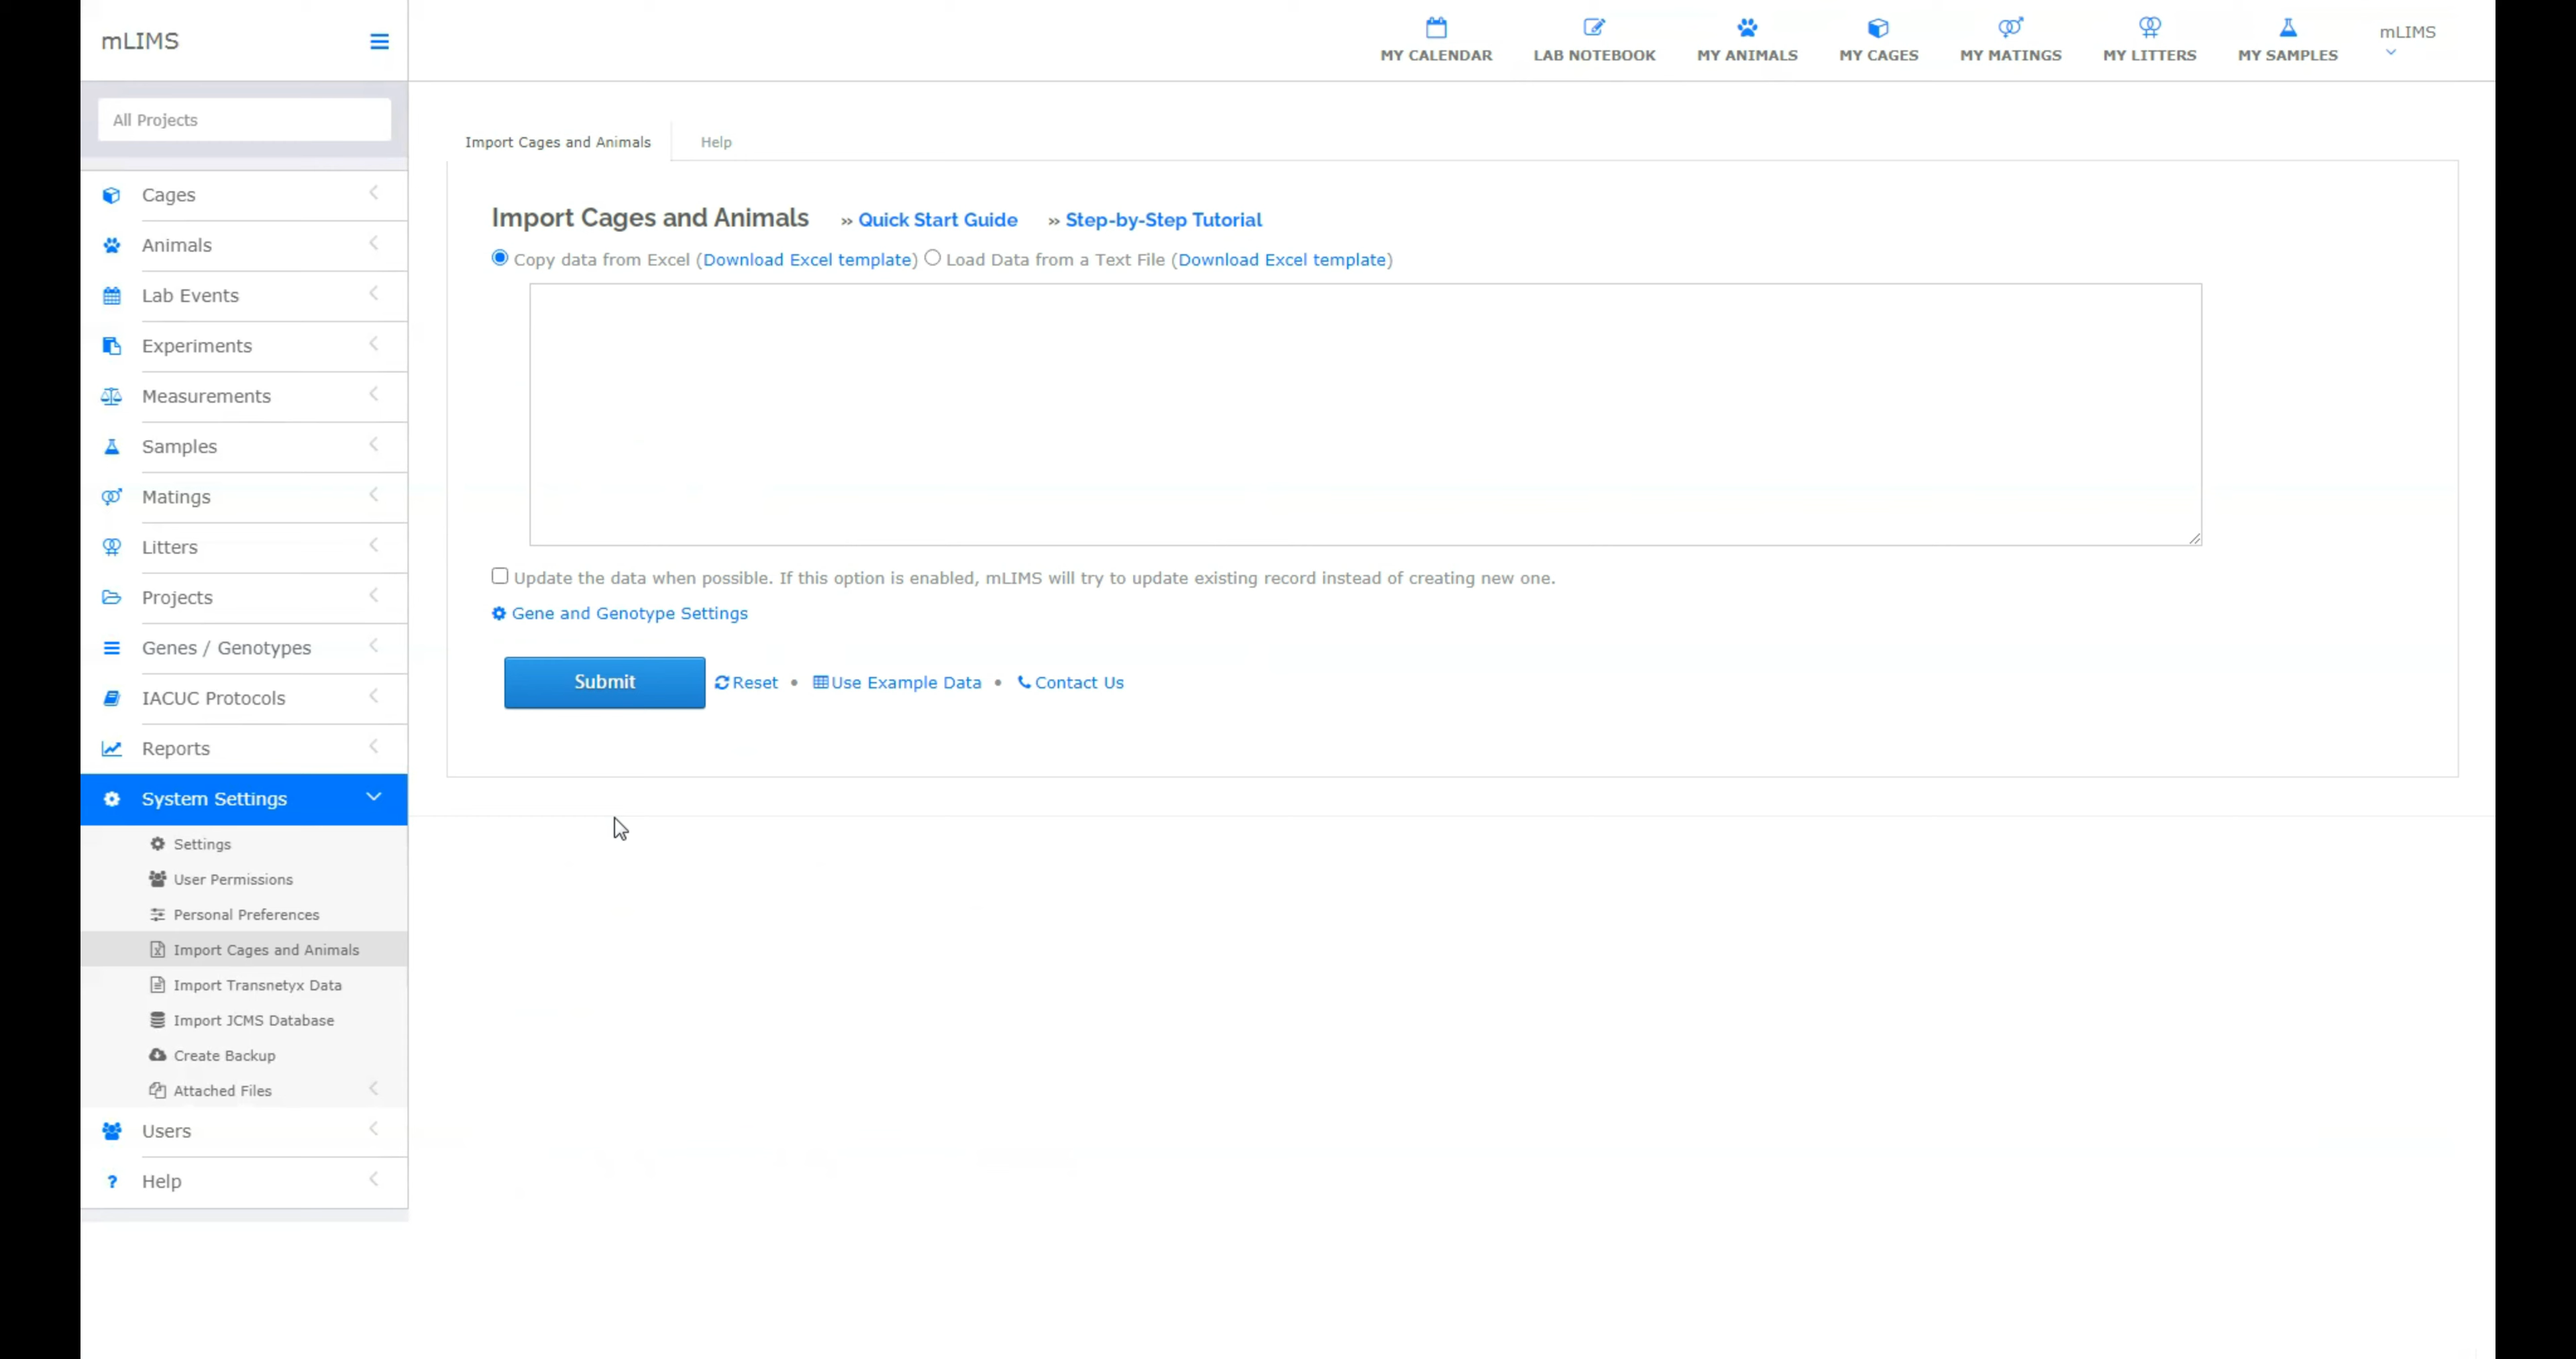 mLIMS
MY CALENDAR
LAB NOTEBOOK
MY ANIMALS
MY CAGES
MY MATINGS
MY LITTERS
MY SAMPLES
mLIMS
All Projects
Cages
Animals
Lab Events
Experiments
Measurements
Samples
Matings
Litters
Projects
Genes / Genotypes
IACUC Protocols
Reports
System Settings
Settings
User Permissions
Personal Preferences
Import Cages and Animals
Import Transnetyx Data
Import JCMS Database
Create Backup
Attached Files
Users
? Help
Import Cages and Animals
Help
Import Cages and Animals » Quick Start Guide » Step-by-Step Tutorial
Copy data from Excel (Download Excel template) Load Data from a Text File (Download Excel template)
Update the data when possible. If this option is enabled, mLIMS will try to update existing record instead of creating new one.
Gene and Genotype Settings
Submit Reset • Use Example Data • Contact Us